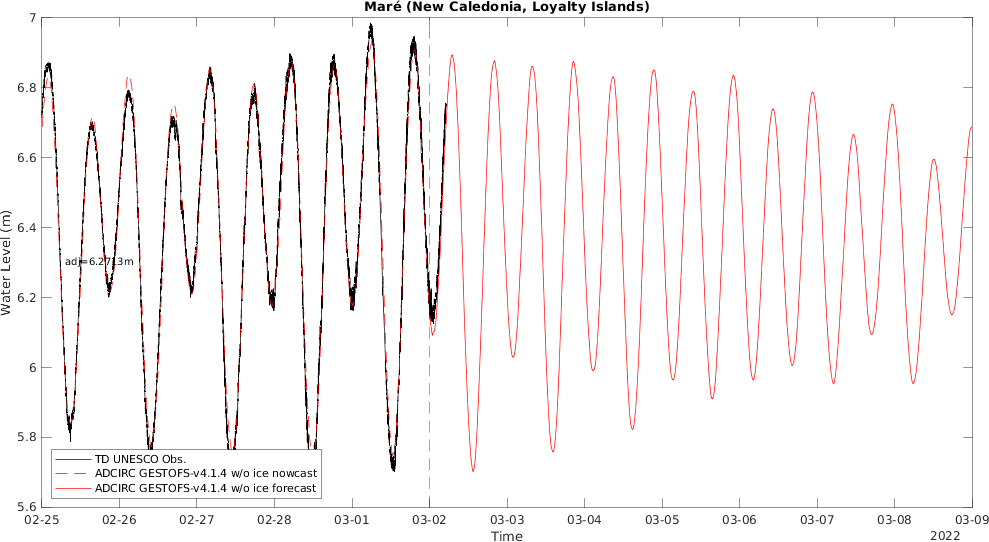 Maré (New Caledonia, Loyalty Islands)
Water Level (m)
7
6.8
6.6
6.4
6.2
6
5.8
5.6
adj=6.2713m
TD UNESCO Obs.
ADCIRC GESTOFS-v4.1.4 w/o ice nowcast
ADCIRC GESTOFS-v4.1.4 w/o ice forecast
02-25 02-26 02-27 02-28 03-01 03-02 03-03 03-04 03-05 03-06 03-07 03-08 03-09
Time
2022